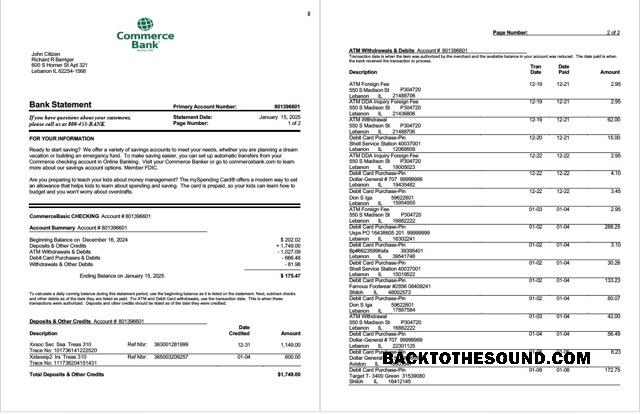 Commerce
Bank
John Citizen
Richard R Barriger
600 S Horner St Apt 321
Lebanon IL 62254-1568
Bank Statement
Primary Account Number: 801396601
If you have questions about your statement,
please call us at 800-453-BANK
Statement Date: January 15, 2025
Page Number: 1 of 2
FOR YOUR INFORMATION
Ready to start saving? We offer a variety of savings accounts to meet your needs, whether you are planning a dream
vacation or building an emergency fund. To make saving easier, you can set up automatic transfers from your
Commerce checking account in Online Banking. Visit your Commerce Banker or go to commercebank.com to learn
more about our savings account options. Member FDIC.
Are you preparing to teach your kids about money management? The mySpending Card® offers a modern way to set
an allowance that helps kids to learn about spending and saving. The card is prepaid, so your kids can learn how to
budget and you won't worry about overdrafts.
CommerceBasic CHECKING Account # 801396601
Account Summary Account # 801396601
Beginning Balance on December 16, 2024 $ 202.02
Deposits & Other Credits + 1,749.00
ATM Withdrawals & Debits - 1,027.09
Debit Card Purchases & Debits - 666.48
Withdrawals & Other Debits - 81.98
Ending Balance on January 15, 2025 $ 175.47
To calculate a daily running balance during this statement period, use the beginning balance as it is listed on the statement. Next, subtract checks
and other debits as of the date they are listed as paid. For ATM and Debit Card withdrawals, use the transaction date. This is when these
transactions were authorized. Deposits and other credits should be listed as of the date they were credited.
Deposits & Other Credits Account # 801396601
Description Date Credited Amount
Xxsoc Sec Ssa Treas 310 Ref Nbr: 363001281999 12-31 1,149.00
Trace No: 101736141222520
Xxtaxeip2 Irs Treas 310 Ref Nbr: 365003209257 01-04 600.00
Trace No: 111736204151431
Total Deposits & Other Credits $1,749.00
Page Number: 2 of 2
ATM Withdrawals & Debits Account # 801396601
Transaction date is when the item was authorized by the merchant and the available balance in your account was reduced. The date paid is when
the bank received the transaction to process.
Description Tran Date Date Paid Amount
ATM Foreign Fee 12-19 12-21 2.95
550 S Madison St P304720
Lebanon IL 21488706
ATM DDA Inquiry Foreign Fee 12-19 12-21 2.95
550 S Madison St P304720
Lebanon IL 21436806
ATM Withdrawal 12-19 12-21 62.00
550 S Madison St P304720
Lebanon IL 21488706
Debit Card Purchase-Pin 12-20 12-21 15.00
Shell Service Station 40037001
Lebanon IL 12069509
ATM DDA Inquiry Foreign Fee 12-22 12-22 2.95
550 S Madison St P304720
Lebanon IL 19005023
Debit Card Purchase-Pin 12-22 12-22 4.10
Dollar-General # 707 99999999
Lebanon IL 19435482
Debit Card Purchase-Pin 12-22 12-22 3.45
Don S Iga 59622601
Lebanon IL 15954955
ATM Foreign Fee 01-03 01-04 2.95
550 S Madison St P304720
Lebanon IL 16882222
Debit Card Purchase-Pin 01-02 01-04 288.25
Usps PO 16438605 201 99999999
Lebanon IL 16302241
Debit Card Purchase-Pin 01-02 01-04 3.10
39395401
Lebanon IL 39541748
Debit Card Purchase-Pin 01-02 01-04 30.26
Shell Service Station 40037001
Lebanon IL 15019522
Debit Card Purchase-Pin 01-02 01-04 133.23
Famous Footwear #2856 08409241
Shiloh IL 48002573
Debit Card Purchase-Pin 01-02 01-04 80.07
Don S Iga 59622601
Lebanon IL 17887584
ATM Withdrawal 01-03 01-04 42.00
550 S Madison St P304720
Lebanon IL 16882222
Debit Card Purchase-Pin 01-04 01-04 56.49
Dollar-General # 707 99999999
Lebanon IL 22301125
Debit Card Purchase-Pin 8.23
BACKTOTHESOUND.COM
Debit Card Purchase-Pin 01-08 01-08 172.75
Target T- 3400 Green 31539080
Shiloh IL 16412145